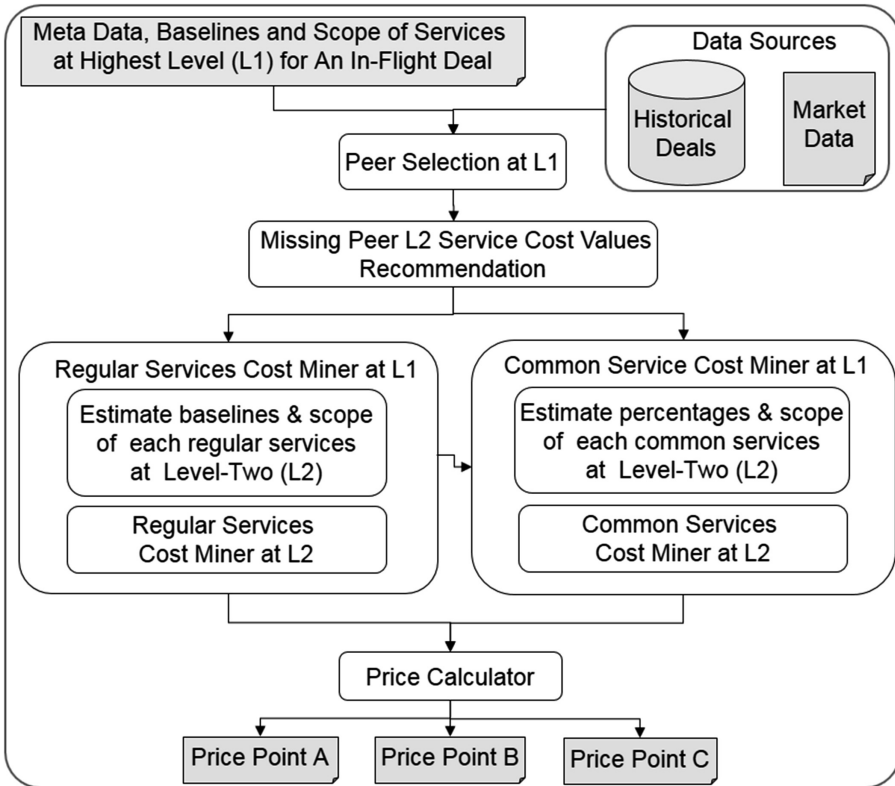 Meta Data, Baselines and Scope of Services
at Highest Level (L1) for An In-Flight Deal
Data Sources
Historical
Deals
Market
Data
Peer Selection at L1
Missing Peer L2 Service Cost Values
Recommendation
Regular Services Cost Miner at L1
Estimate baselines & scope
of each regular services
at Level-Two (L2)
Regular Services
Cost Miner at L2
Common Service Cost Miner at L1
Estimate percentages & scope
of each common services
at Level-Two (L2)
Common Services
Cost Miner at L2
Price Calculator
Price Point A
Price Point B
Price Point C